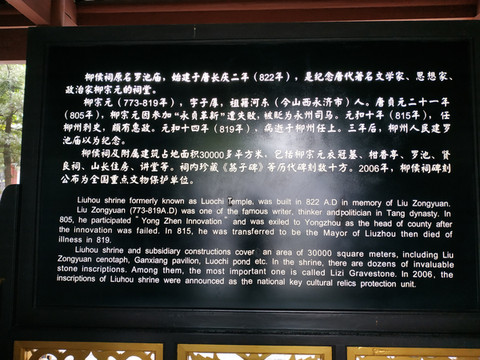 柳侯祠原名罗池庙，始建于唐长庆二年（822年），是纪念唐代著名文学家、思想家、
政治家柳宗元的祠堂。
柳宗元（773-819年），字子厚，祖籍河东（今山西永济市）人。唐贞元二十一年
（805年），柳宗元因参加“永贞革新”遭失败，被贬为永州司马。元和十年（815年），任
柳州刺史，颇有惠政。元和十四年（819年），病逝于柳州任上。三年后，柳州人民建罗
池庙以为纪念。
柳侯祠及附属建筑占地面积30000多平方米，包括柳宗元衣冠墓、柑香亭、罗池、贤
良祠、山长住房、讲堂等。祠内珍藏《荔子碑》等历代碑刻数十方。2006年，柳侯祠碑刻
公布为全国重点文物保护单位。
Liuhou shrine formerly known as Luochi Temple, was built in 822 A.D in memory of Liu Zongyuan.
Liu Zongyuan (773-819A.D) was one of the famous writer, thinker andpolitician in Tang dynasty. In
805, he participated "Yong Zhen Innovation" and was exiled to Yongzhou as the head of county after
the innovation was failed. In 815, he was transferred to be the Mayor of Liuzhou then died of
illness in 819.
Liuhou shrine and subsidiary constructions cover an area of 30000 square meters, including Liu
Zongyuan cenotaph, Ganxiang pavilion, Luochi pond etc. In the shrine, there are dozens of invaluable
stone inscriptions. Among them, the most important one is called Lizi Gravestone. In 2006, the
inscriptions of Liuhou shrine were announced as the national key cultural relics protection unit.